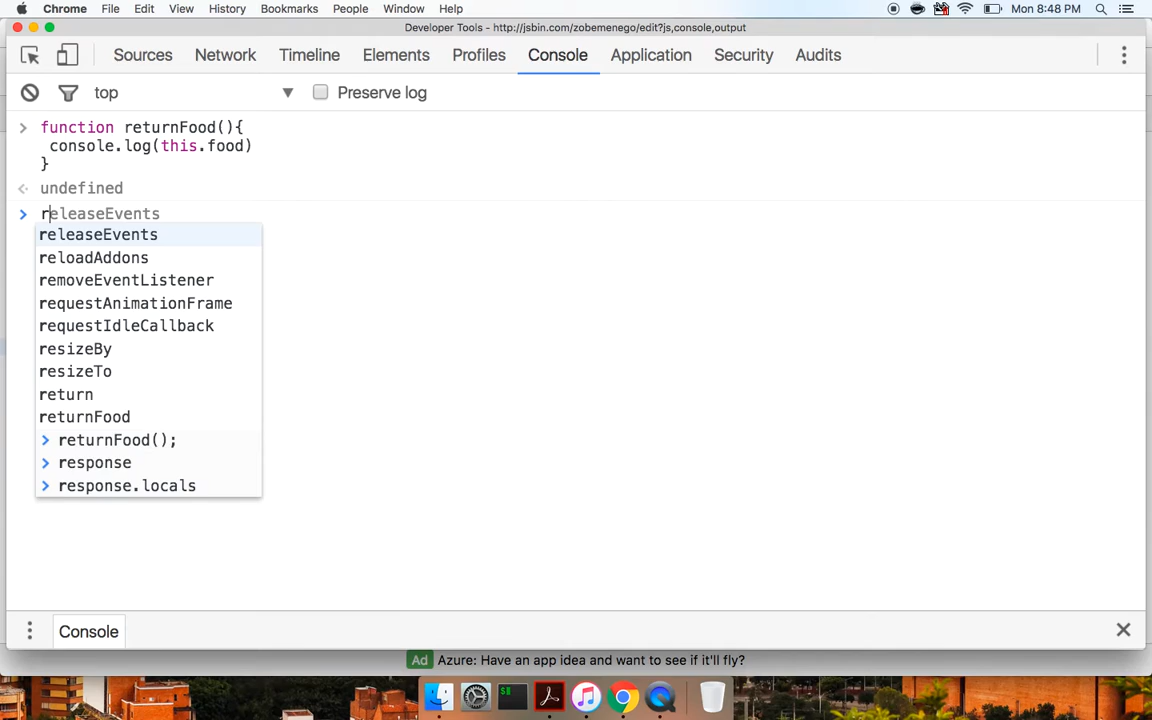 Chrome File Edit View History Bookmarks People Window Help Mon 8:48 PM
Developer Tools - http://jsbin.com/zobemenego/edit?js,console,output
Sources Network Timeline Elements Profiles Console Application Security Audits
top Preserve log
function returnFood(){
console.log(this.food)
}
undefined
releaseEvents
releaseEvents
reloadAddons
removeEventListener
requestAnimationFrame
requestIdleCallback
resizeBy
resizeTo
return
returnFood
> returnFood();
> response
> response.locals
Console
Ad Azure: Have an app idea and want to see if it'll fly?